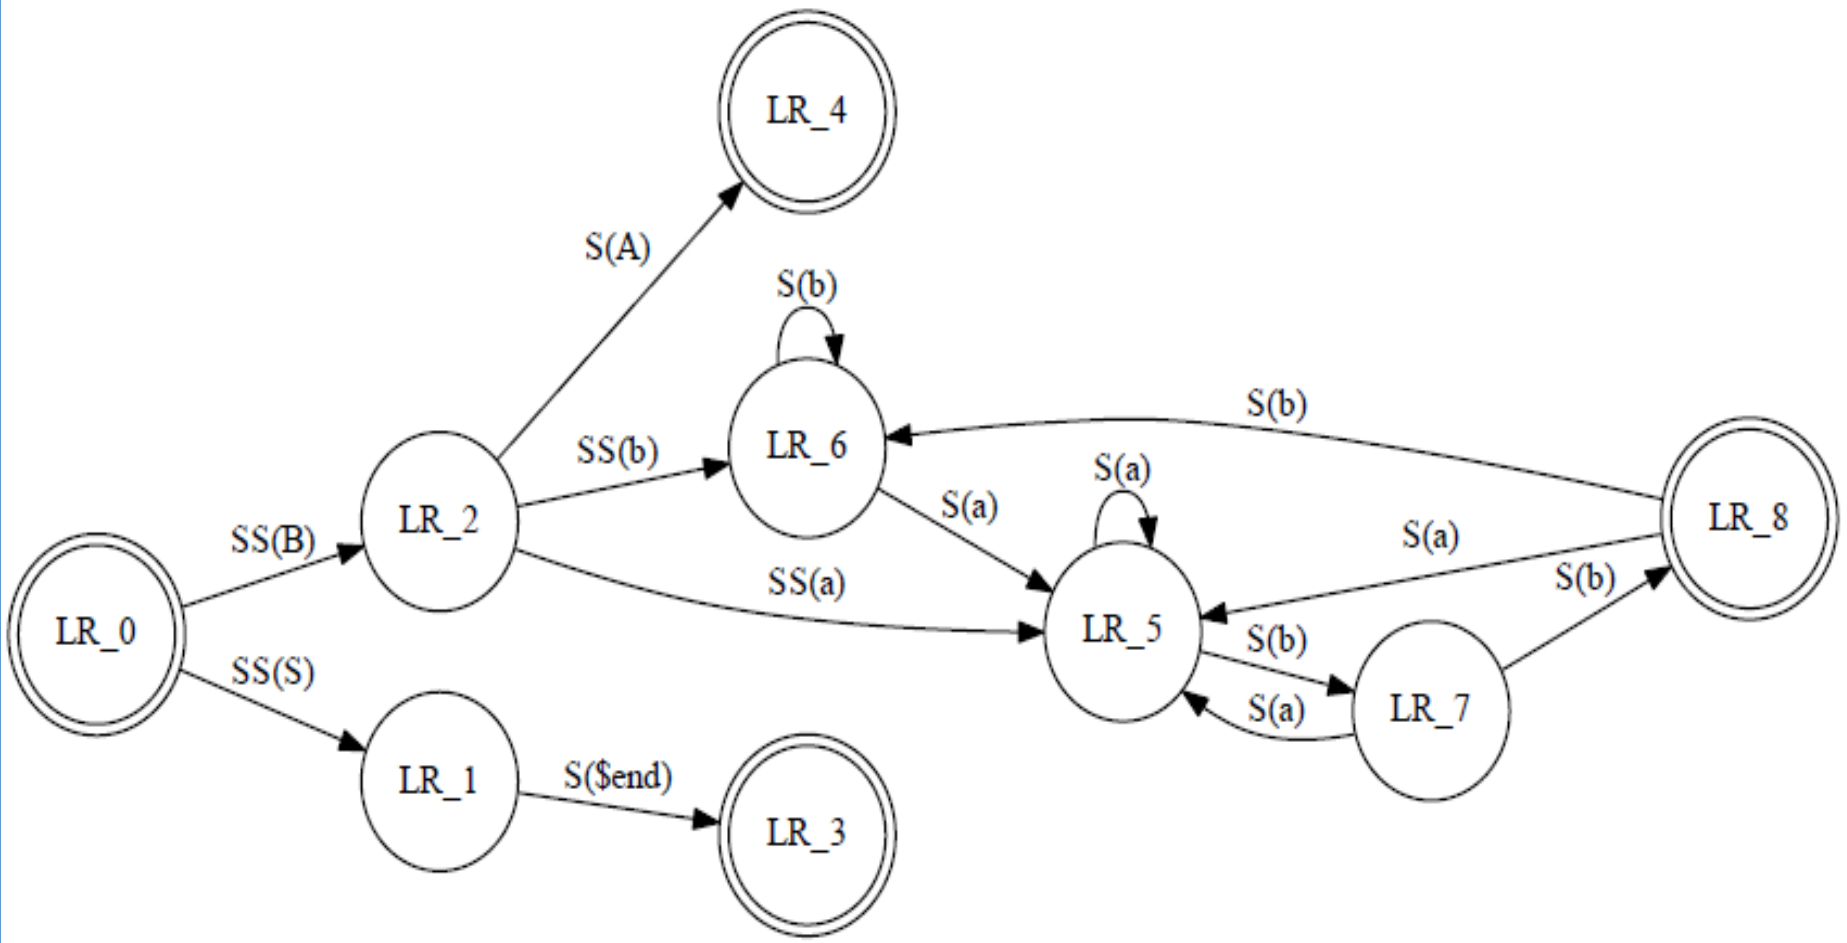 LR_4
S(A)
S(b)
S(b)
LR_6
SS(b)
S(a)
S(a)
LR_8
LR_2
SS(B)
S(a)
S(b)
SS(a)
LR_0
LR_5
S(b)
SS(S)
S(a)
LR_7
LR_1
S($end)
LR_3